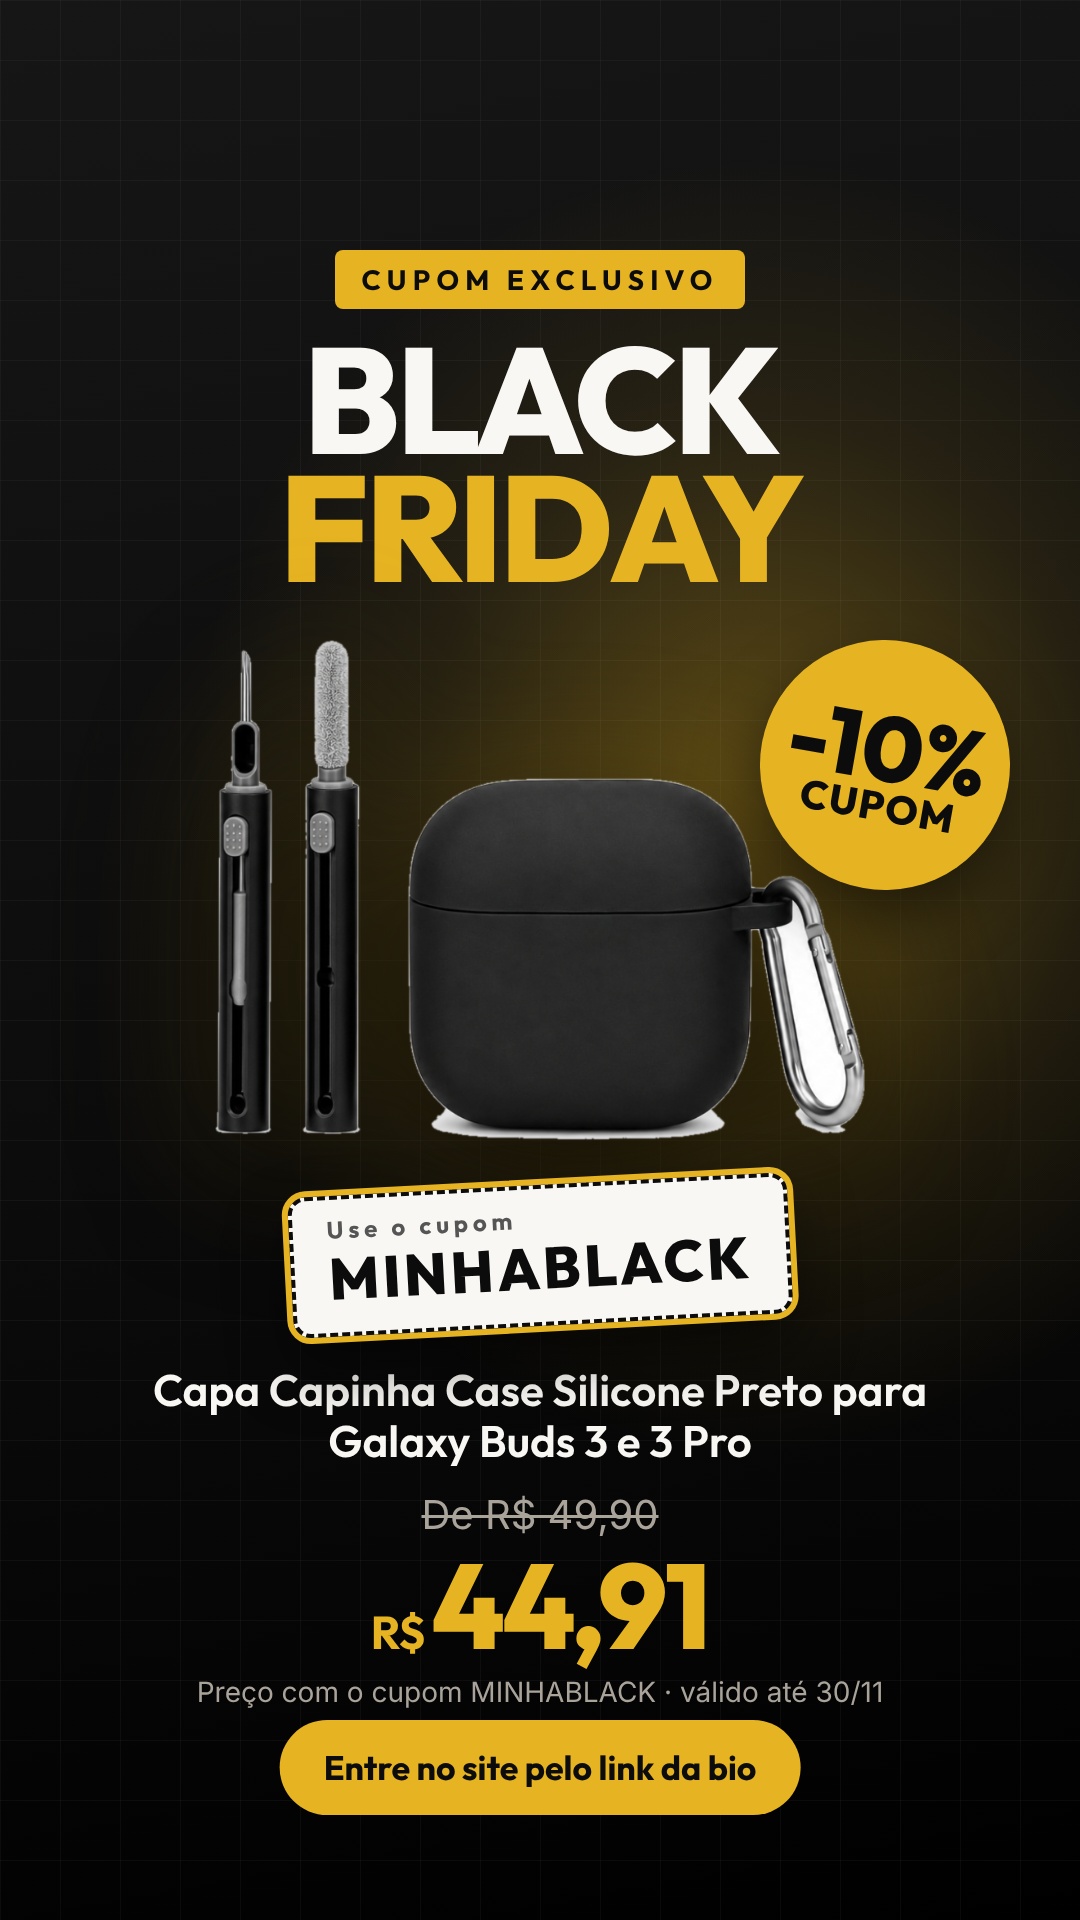 CUPOM EXCLUSIVO
BLACK
FRIDAY
-10%
CUPOM
Use o cupom
MINHABLACK
Capa Capinha Case Silicone Preto para
Galaxy Buds 3 e 3 Pro
De R$ 49,90
R$ 44,91
Preço com o cupom MINHABLACK · válido até 30/11
Entre no site pelo link da bio